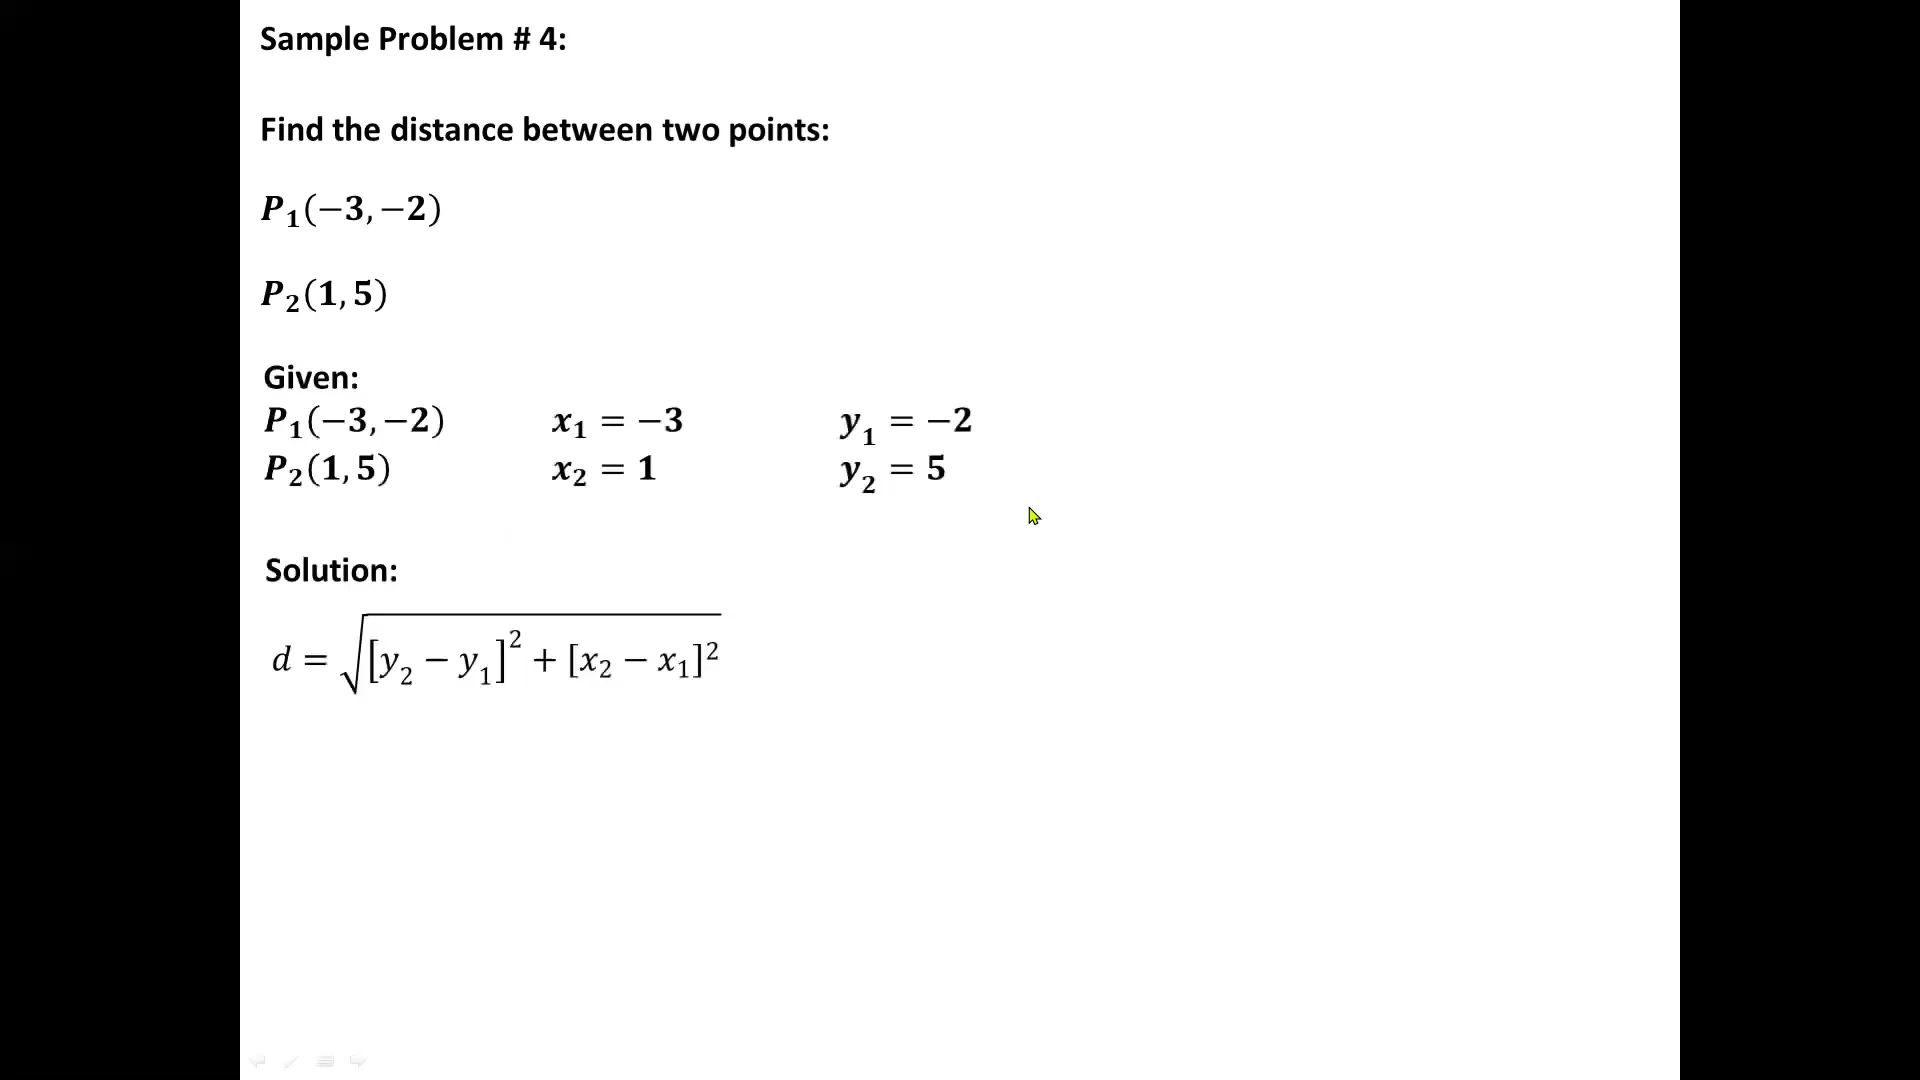 Sample Problem # 4:
Find the distance between two points:
P₁(−3,−2)
P₂(1,5)
Given:
P₁(−3,−2) x₁ = −3 y₁ = −2
P₂(1,5) x₂ = 1 y₂ = 5
Solution:
d = √([y₂ − y₁]² + [x₂ − x₁]²)